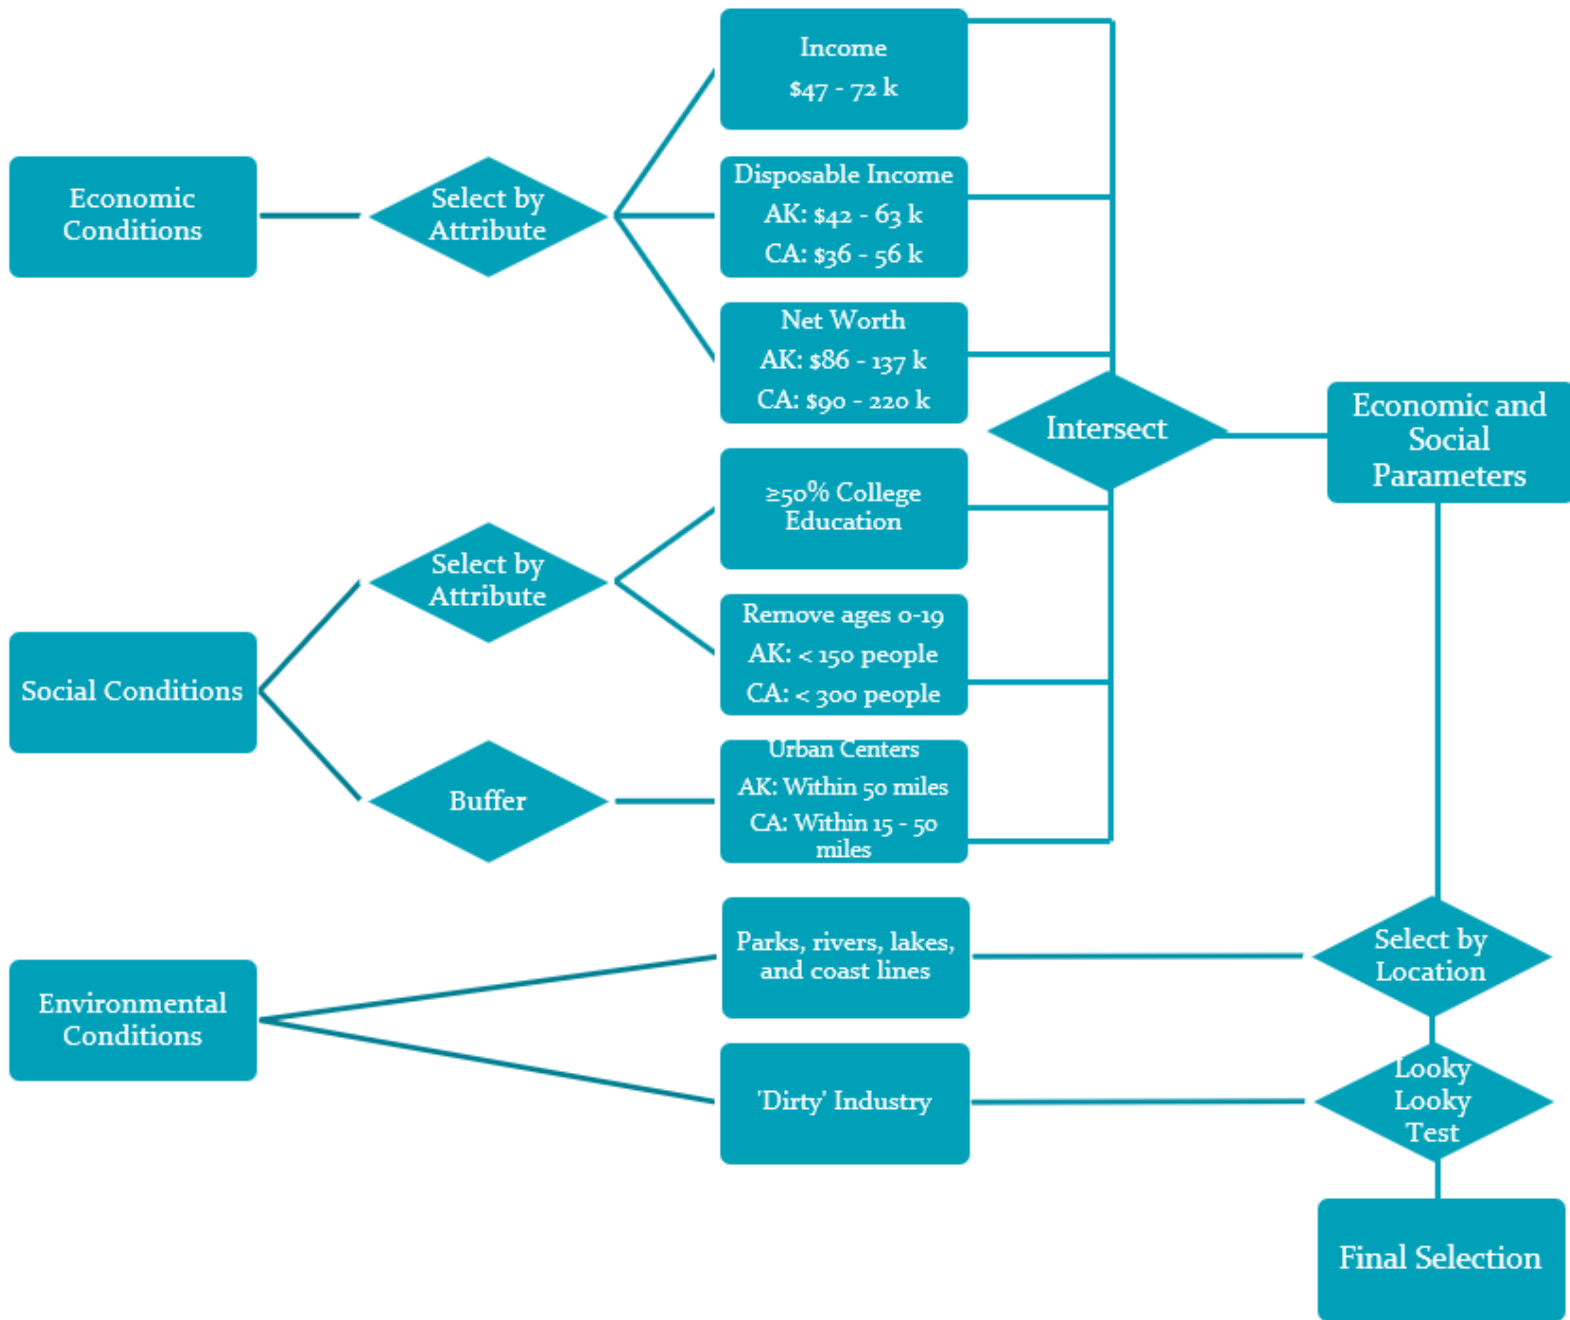 Income
$47 - 72 k
Economic
Conditions
Select by
Attribute
Disposable Income
AK: $42 - 63 k
CA: $36 - 56 k
Net Worth
AK: $86 - 137 k
CA: $90 - 220 k
Intersect
Economic and
Social
Parameters
≥50% College
Education
Select by
Attribute
Remove ages 0-19
AK: < 150 people
CA: < 300 people
Social Conditions
Buffer
Urban Centers
AK: Within 50 miles
CA: Within 15 - 50
miles
Parks, rivers, lakes,
and coast lines
Select by
Location
Environmental
Conditions
'Dirty' Industry
Looky
Looky
Test
Final Selection